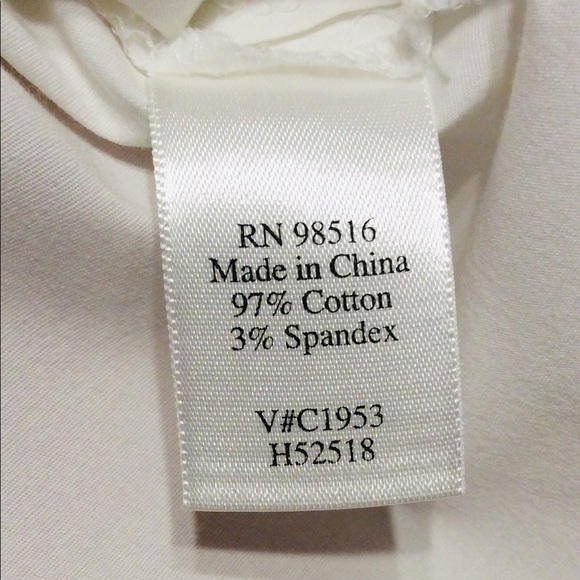 RN 98516
Made in China
97% Cotton
3% Spandex
V#C1953
H52518